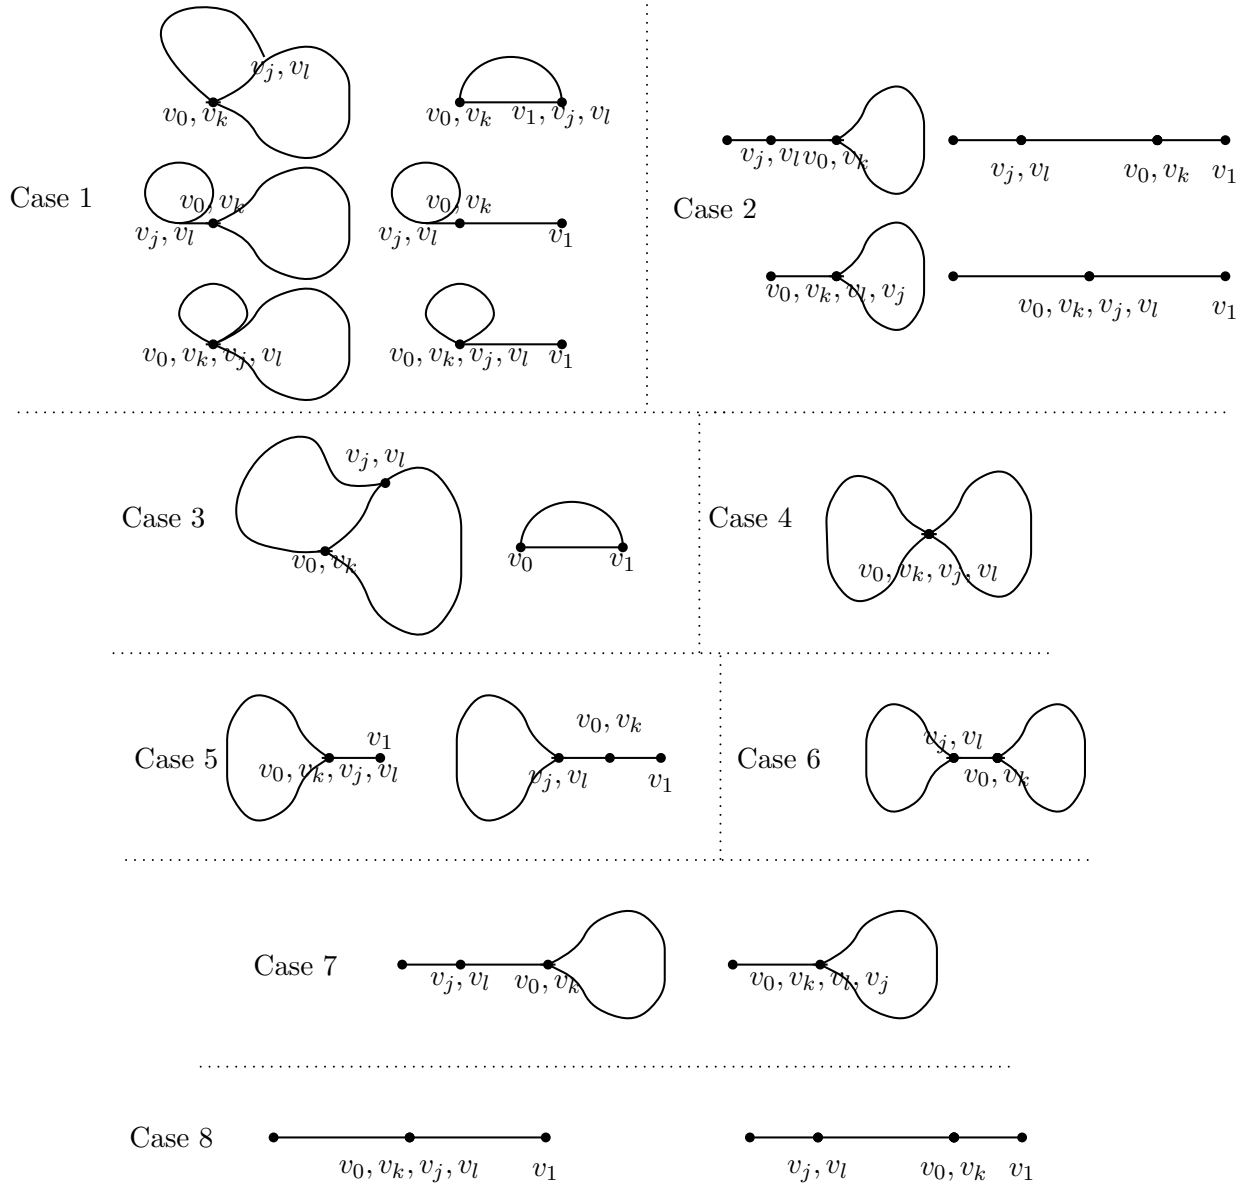 Case 1
v_j, v_l
v_0, v_k
v_0, v_k
v_1, v_j, v_l
v_0, v_k
v_j, v_l
v_0, v_k
v_j, v_l
v_1
v_0, v_k, v_j, v_l
v_0, v_k, v_j, v_l
v_1
Case 2
v_j, v_l
v_0, v_k
v_j, v_l
v_0, v_k
v_1
v_0, v_k, v_l, v_j
v_0, v_k, v_j, v_l
v_1
Case 3
v_j, v_l
v_0, v_k
v_0
v_1
Case 4
v_0, v_k, v_j, v_l
Case 5
v_1
v_0, v_k, v_j, v_l
v_0, v_k
v_j, v_l
v_1
Case 6
v_j, v_l
v_0, v_k
Case 7
v_j, v_l
v_0, v_k
v_0, v_k, v_l, v_j
Case 8
v_0, v_k, v_j, v_l
v_1
v_j, v_l
v_0, v_k
v_1